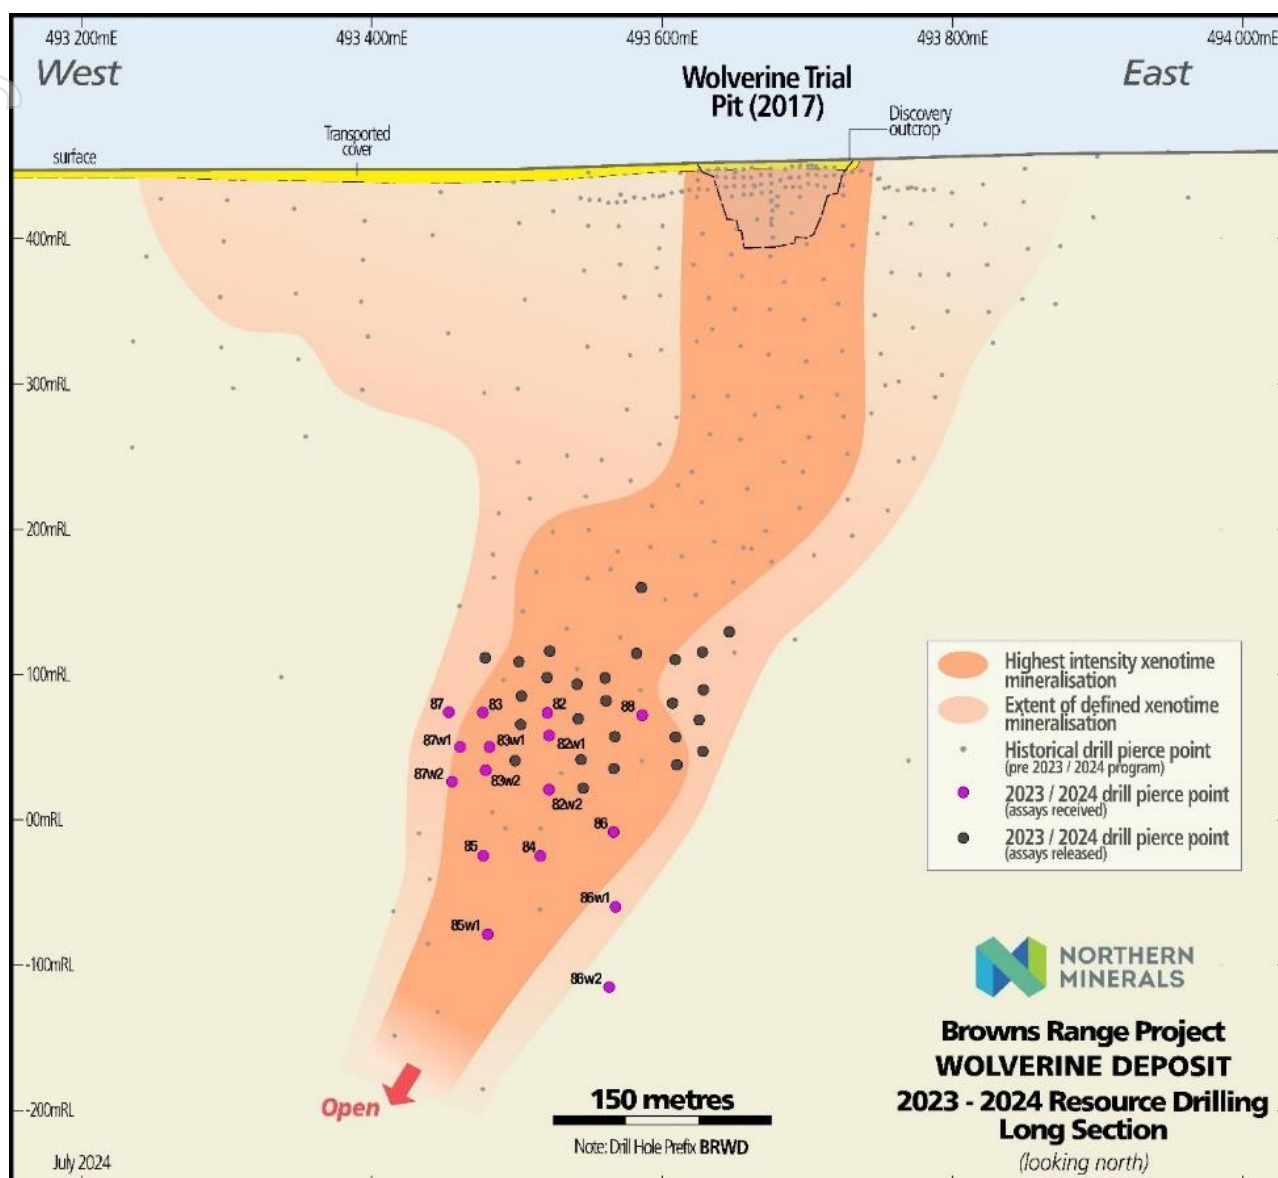 493 200mE
493 400mE
493 600mE
493 800mE
494 000mE
West
East
Wolverine Trial
Pit (2017)
Discovery
outcrop
Transported
cover
surface
400mRL
300mRL
200mRL
100mRL
00mRL
-100mRL
-200mRL
87
83
82
88
87w1
83w1
82w1
87w2
83w2
82w2
86
85
84
86w1
85w1
86w2
Highest intensity xenotime
mineralisation
Extent of defined xenotime
mineralisation
Historical drill pierce point
(pre 2023 / 2024 program)
2023 / 2024 drill pierce point
(assays received)
2023 / 2024 drill pierce point
(assays released)
NORTHERN
MINERALS
Browns Range Project
WOLVERINE DEPOSIT
2023 - 2024 Resource Drilling
Long Section
(looking north)
Open
150 metres
Note: Drill Hole Prefix BRWD
July 2024